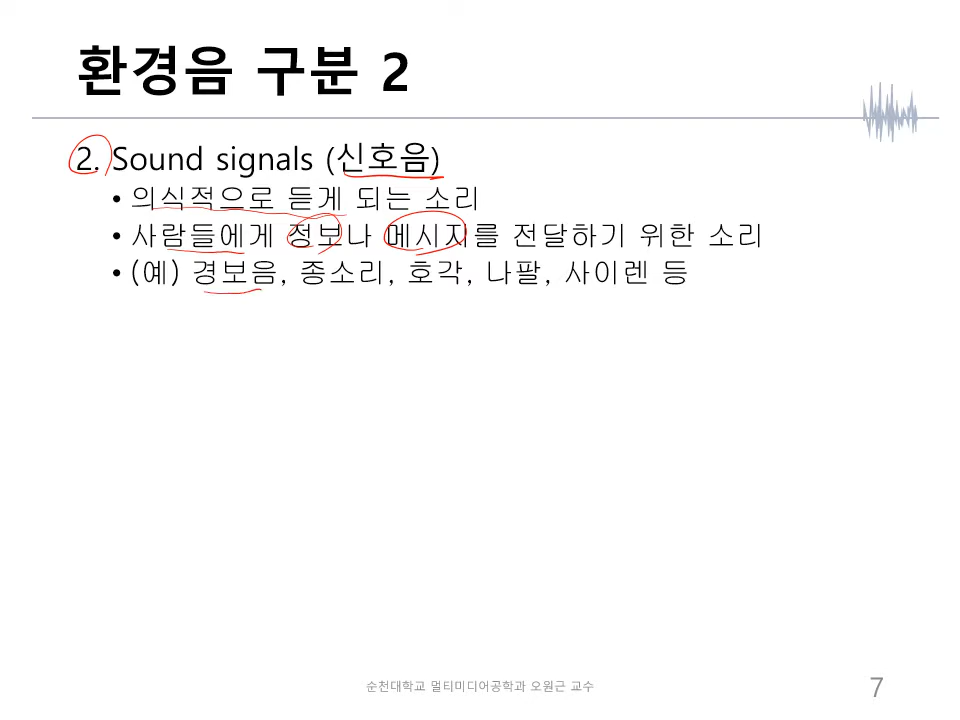 환경음 구분 2
2. Sound signals (신호음)
• 의식적으로 듣게 되는 소리
• 사람들에게 정보나 메시지를 전달하기 위한 소리
• (예) 경보음, 종소리, 호각, 나팔, 사이렌 등
순천대학교 멀티미디어공학과 오원근 교수
7